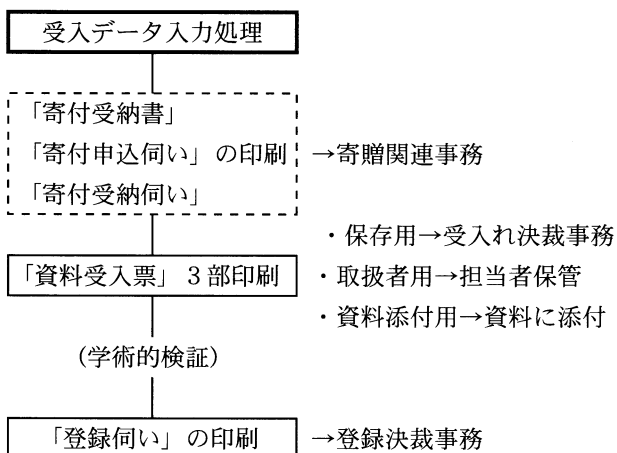 受入データ入力処理
「寄付受納書」
「寄付申込伺い」の印刷 →寄贈関連事務
「寄付受納伺い」
・保存用→受入れ決裁事務
「資料受入票」3部印刷 ・取扱者用→担当者保管
・資料添付用→資料に添付
（学術的検証）
「登録伺い」の印刷 →登録決裁事務